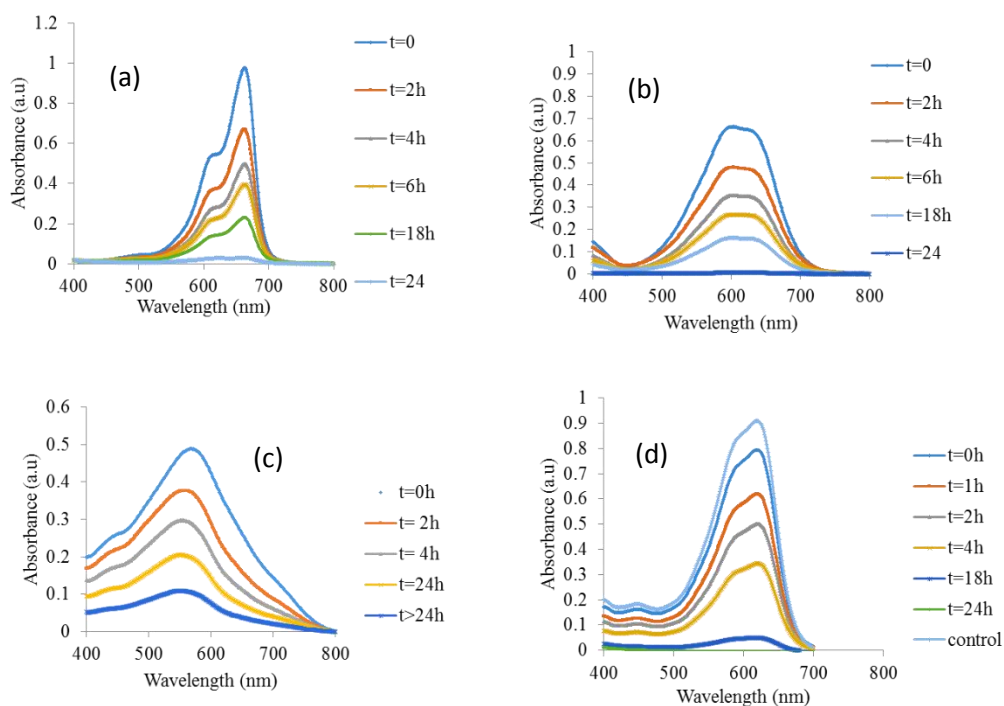 (a)
Absorbance (a.u)
1.2
1
0.8
0.6
0.4
0.2
0
400 500 600 700 800
Wavelength (nm)
t=0
t=2h
t=4h
t=6h
t=18h
t=24
(b)
Absorbance (a.u)
1
0.9
0.8
0.7
0.6
0.5
0.4
0.3
0.2
0.1
0
400 500 600 700 800
Wavelength (nm)
t=0
t=2h
t=4h
t=6h
t=18h
t=24
(c)
Absorbance (a.u)
0.6
0.5
0.4
0.3
0.2
0.1
0
400 500 600 700 800
Wavelength (nm)
t=0h
t= 2h
t= 4h
t=24h
t>24h
(d)
Absorbance (a.u)
1
0.9
0.8
0.7
0.6
0.5
0.4
0.3
0.2
0.1
0
400 500 600 700 800
Wavelength (nm)
t=0h
t=1h
t=2h
t=4h
t=18h
t=24h
control